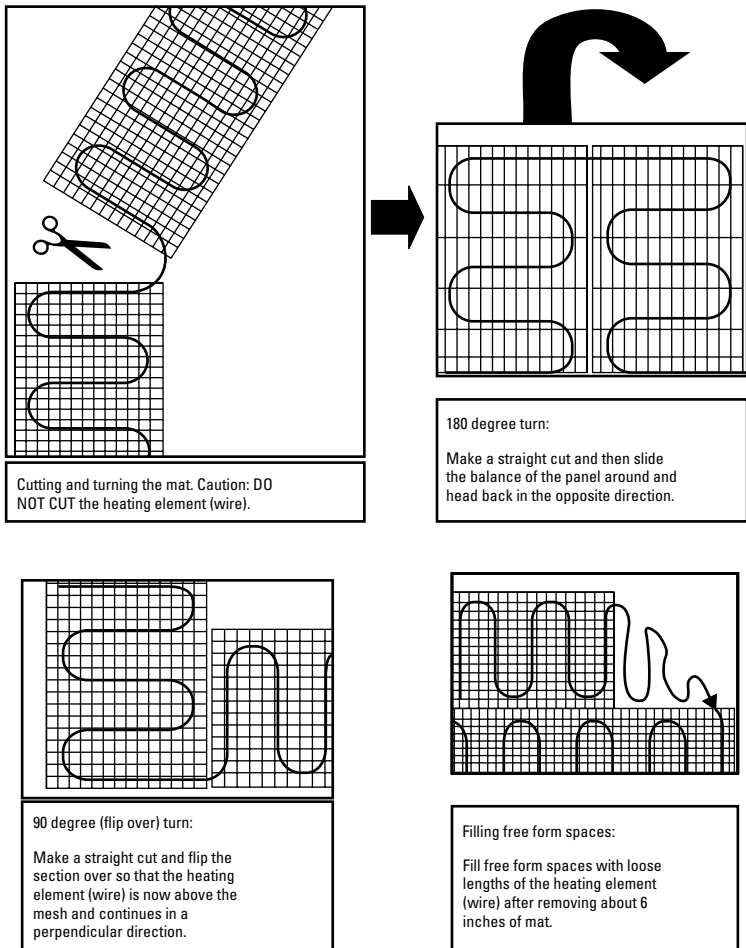 Cutting and turning the mat. Caution: DO
NOT CUT the heating element (wire).
180 degree turn:
Make a straight cut and then slide
the balance of the panel around and
head back in the opposite direction.
90 degree (flip over) turn:
Make a straight cut and flip the
section over so that the heating
element (wire) is now above the
mesh and continues in a
perpendicular direction.
Filling free form spaces:
Fill free form spaces with loose
lengths of the heating element
(wire) after removing about 6
inches of mat.